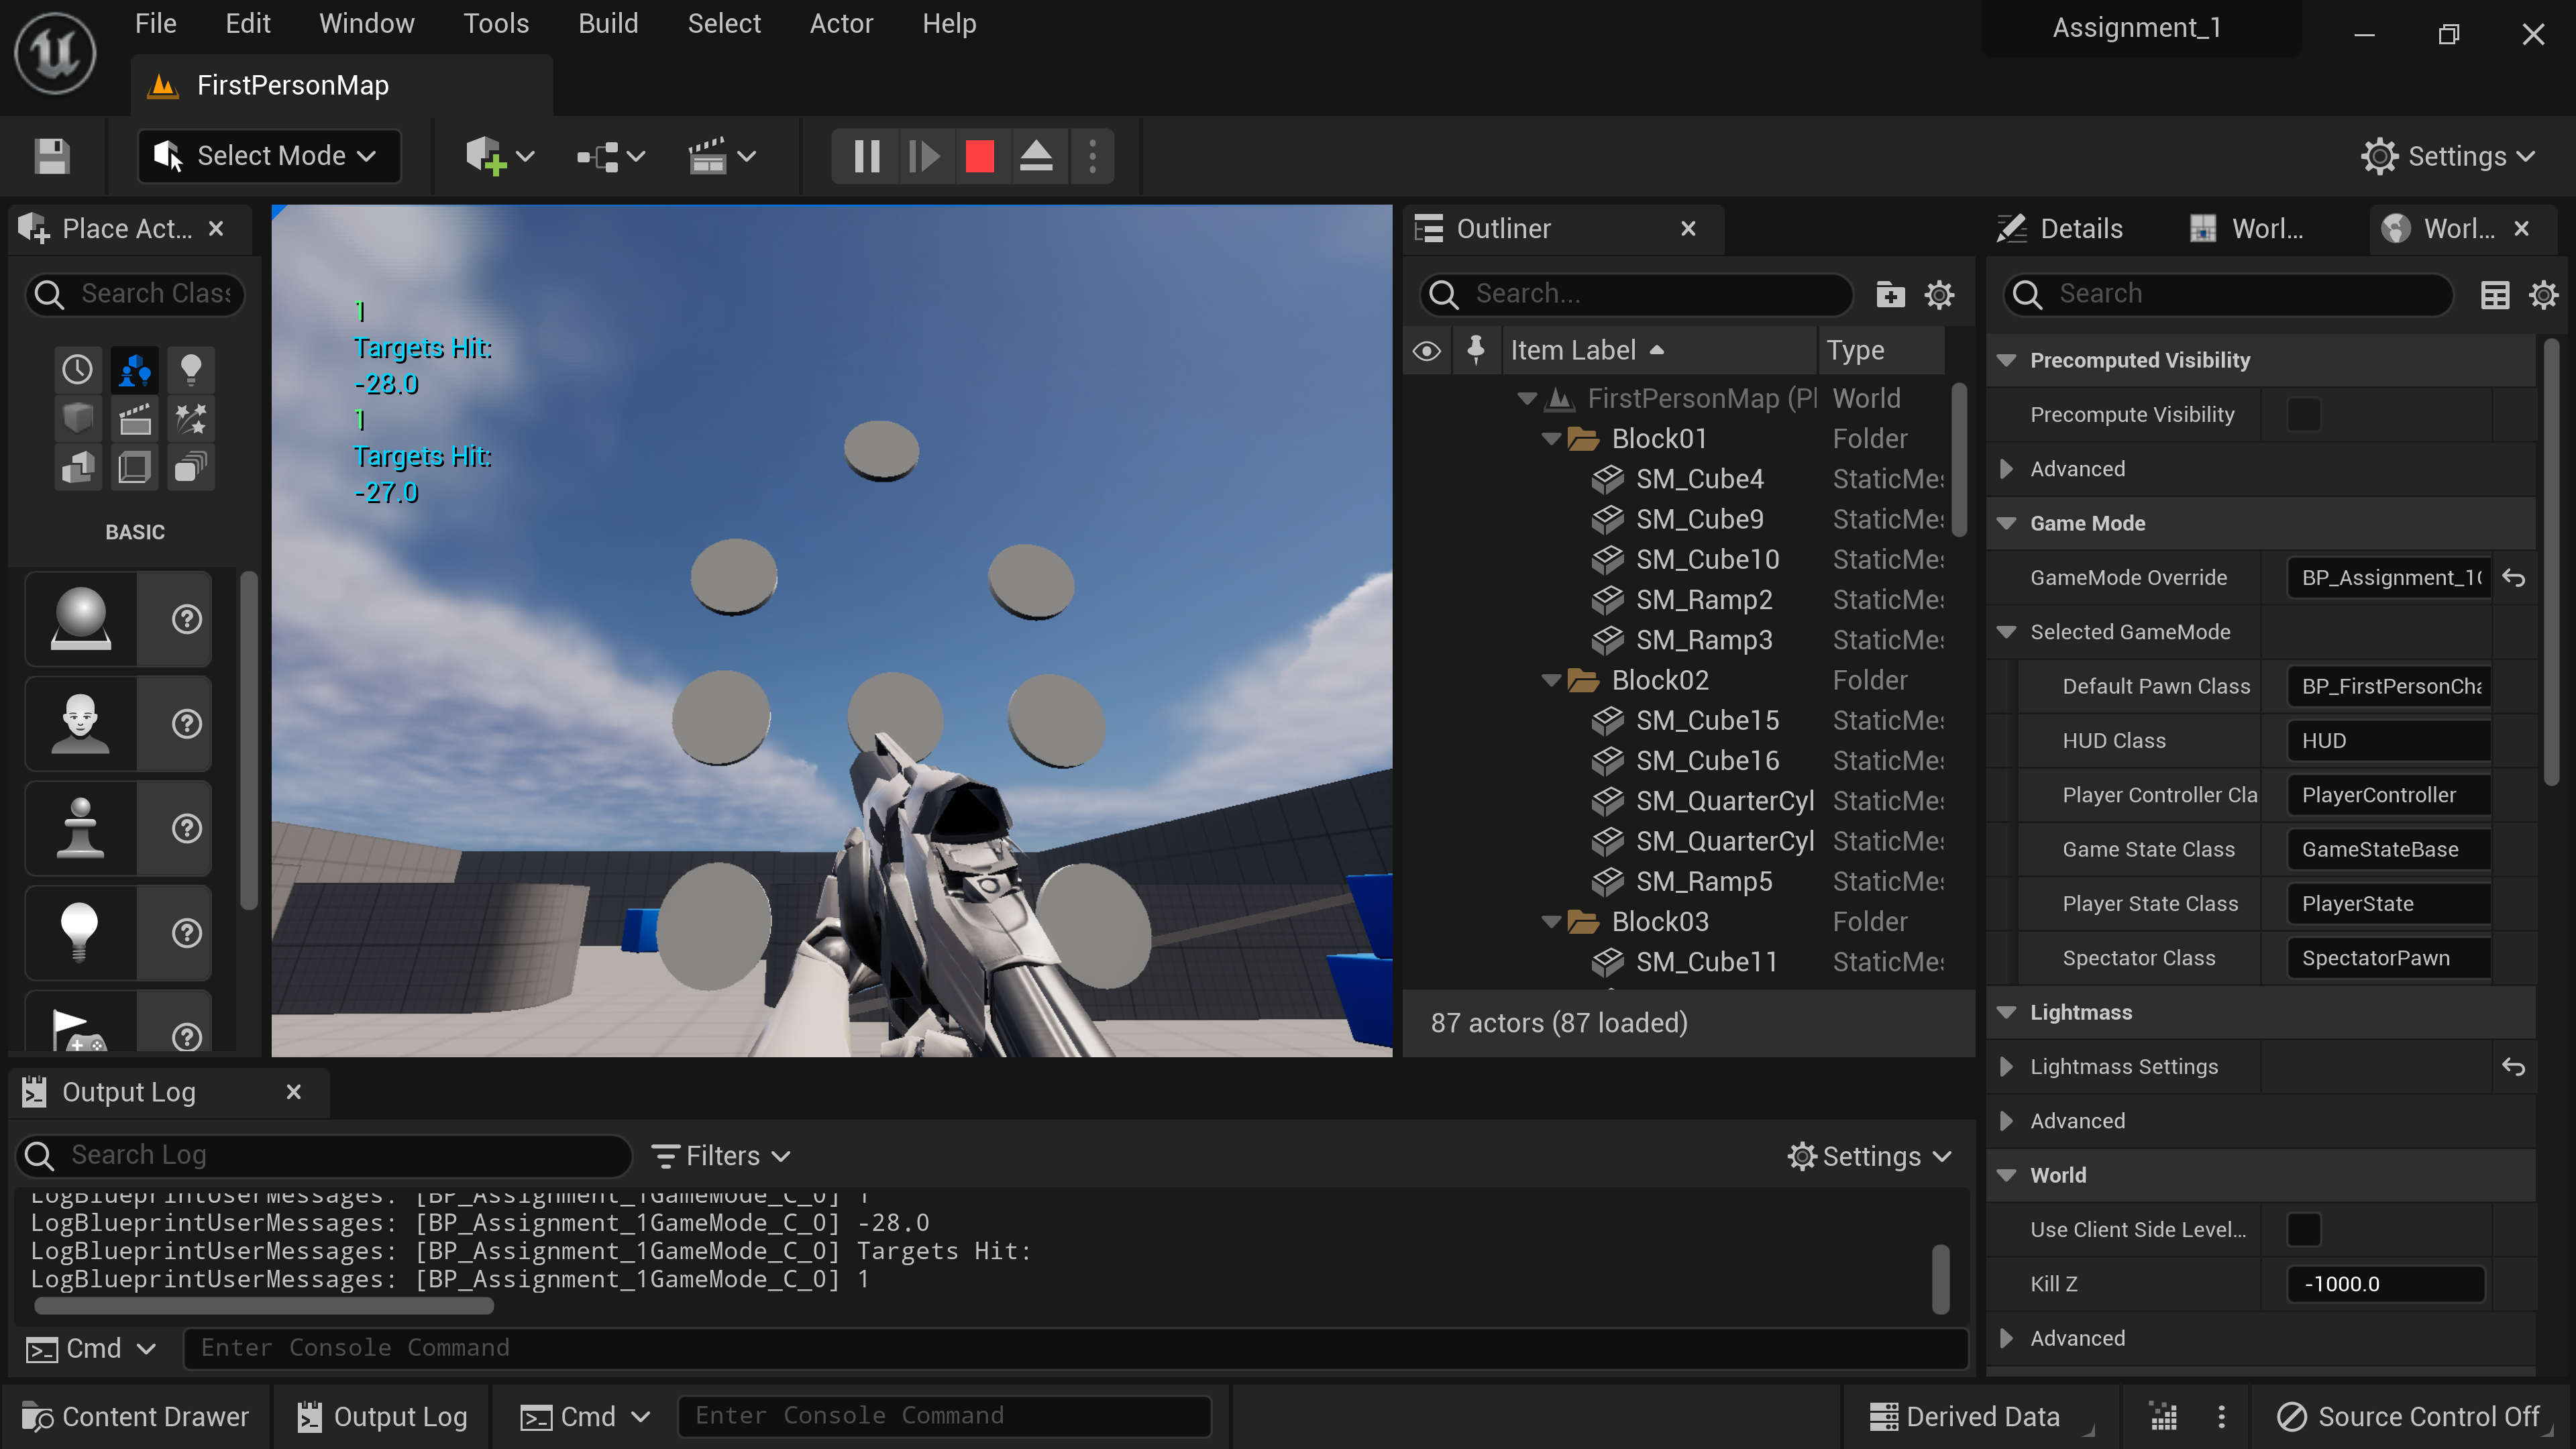 File Edit Window Tools Build Select Actor Help
Assignment_1
FirstPersonMap
Select Mode
Settings
Place Act...
Search Clas
BASIC
1
Targets Hit:
-28.0
1
Targets Hit:
-27.0
Outliner
Search...
Item Label Type
FirstPersonMap (Pl World
Block01 Folder
SM_Cube4 StaticMe
SM_Cube9 StaticMe
SM_Cube10 StaticMe
SM_Ramp2 StaticMe
SM_Ramp3 StaticMe
Block02 Folder
SM_Cube15 StaticMe
SM_Cube16 StaticMe
SM_QuarterCyl StaticMe
SM_QuarterCyl StaticMe
SM_Ramp5 StaticMe
Block03 Folder
SM_Cube11 StaticMe
87 actors (87 loaded)
Details Worl... Worl...
Search
Precomputed Visibility
Precompute Visibility
Advanced
Game Mode
GameMode Override BP_Assignment_1
Selected GameMode
Default Pawn Class BP_FirstPersonCh
HUD Class HUD
Player Controller Cla PlayerController
Game State Class GameStateBase
Player State Class PlayerState
Spectator Class SpectatorPawn
Lightmass
Lightmass Settings
Advanced
World
Use Client Side Level...
Kill Z -1000.0
Advanced
Output Log
Search Log
Filters
Settings
LogBlueprintUserMessages: [BP_Assignment_1GameMode_C_0] 1
LogBlueprintUserMessages: [BP_Assignment_1GameMode_C_0] -28.0
LogBlueprintUserMessages: [BP_Assignment_1GameMode_C_0] Targets Hit:
LogBlueprintUserMessages: [BP_Assignment_1GameMode_C_0] 1
Cmd Enter Console Command
Content Drawer Output Log Cmd Enter Console Command Derived Data Source Control Off